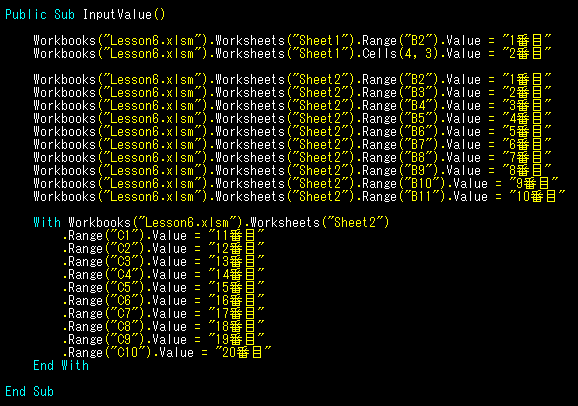 Public Sub InputValue()
Workbooks("Lesson6.xlsm").Worksheets("Sheet1").Range("B2").Value = "1番目"
Workbooks("Lesson6.xlsm").Worksheets("Sheet1").Cells(4, 3).Value = "2番目"
Workbooks("Lesson6.xlsm").Worksheets("Sheet2").Range("B2").Value = "1番目"
Workbooks("Lesson6.xlsm").Worksheets("Sheet2").Range("B3").Value = "2番目"
Workbooks("Lesson6.xlsm").Worksheets("Sheet2").Range("B4").Value = "3番目"
Workbooks("Lesson6.xlsm").Worksheets("Sheet2").Range("B5").Value = "4番目"
Workbooks("Lesson6.xlsm").Worksheets("Sheet2").Range("B6").Value = "5番目"
Workbooks("Lesson6.xlsm").Worksheets("Sheet2").Range("B7").Value = "6番目"
Workbooks("Lesson6.xlsm").Worksheets("Sheet2").Range("B8").Value = "7番目"
Workbooks("Lesson6.xlsm").Worksheets("Sheet2").Range("B9").Value = "8番目"
Workbooks("Lesson6.xlsm").Worksheets("Sheet2").Range("B10").Value = "9番目"
Workbooks("Lesson6.xlsm").Worksheets("Sheet2").Range("B11").Value = "10番目"
With Workbooks("Lesson6.xlsm").Worksheets("Sheet2")
.Range("C1").Value = "11番目"
.Range("C2").Value = "12番目"
.Range("C3").Value = "13番目"
.Range("C4").Value = "14番目"
.Range("C5").Value = "15番目"
.Range("C6").Value = "16番目"
.Range("C7").Value = "17番目"
.Range("C8").Value = "18番目"
.Range("C9").Value = "19番目"
.Range("C10").Value = "20番目"
End With
End Sub